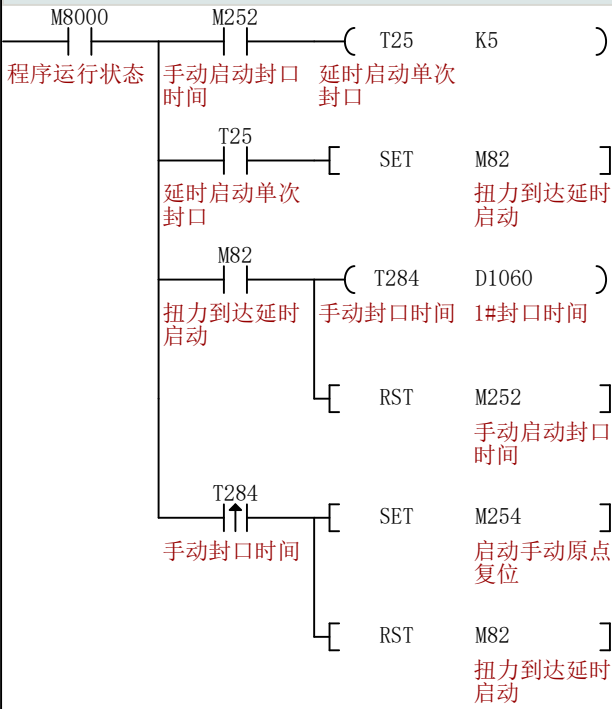 M8000 M252
T25 K5
程序运行状态 手动启动封口 延时启动单次
时间 封口
T25
SET M82
延时启动单次 扭力到达延时
封口 启动
M82
T284 D1060
扭力到达延时 手动封口时间 1#封口时间
启动
RST M252
手动启动封口
时间
T284
SET M254
手动封口时间 启动手动原点
复位
RST M82
扭力到达延时
启动